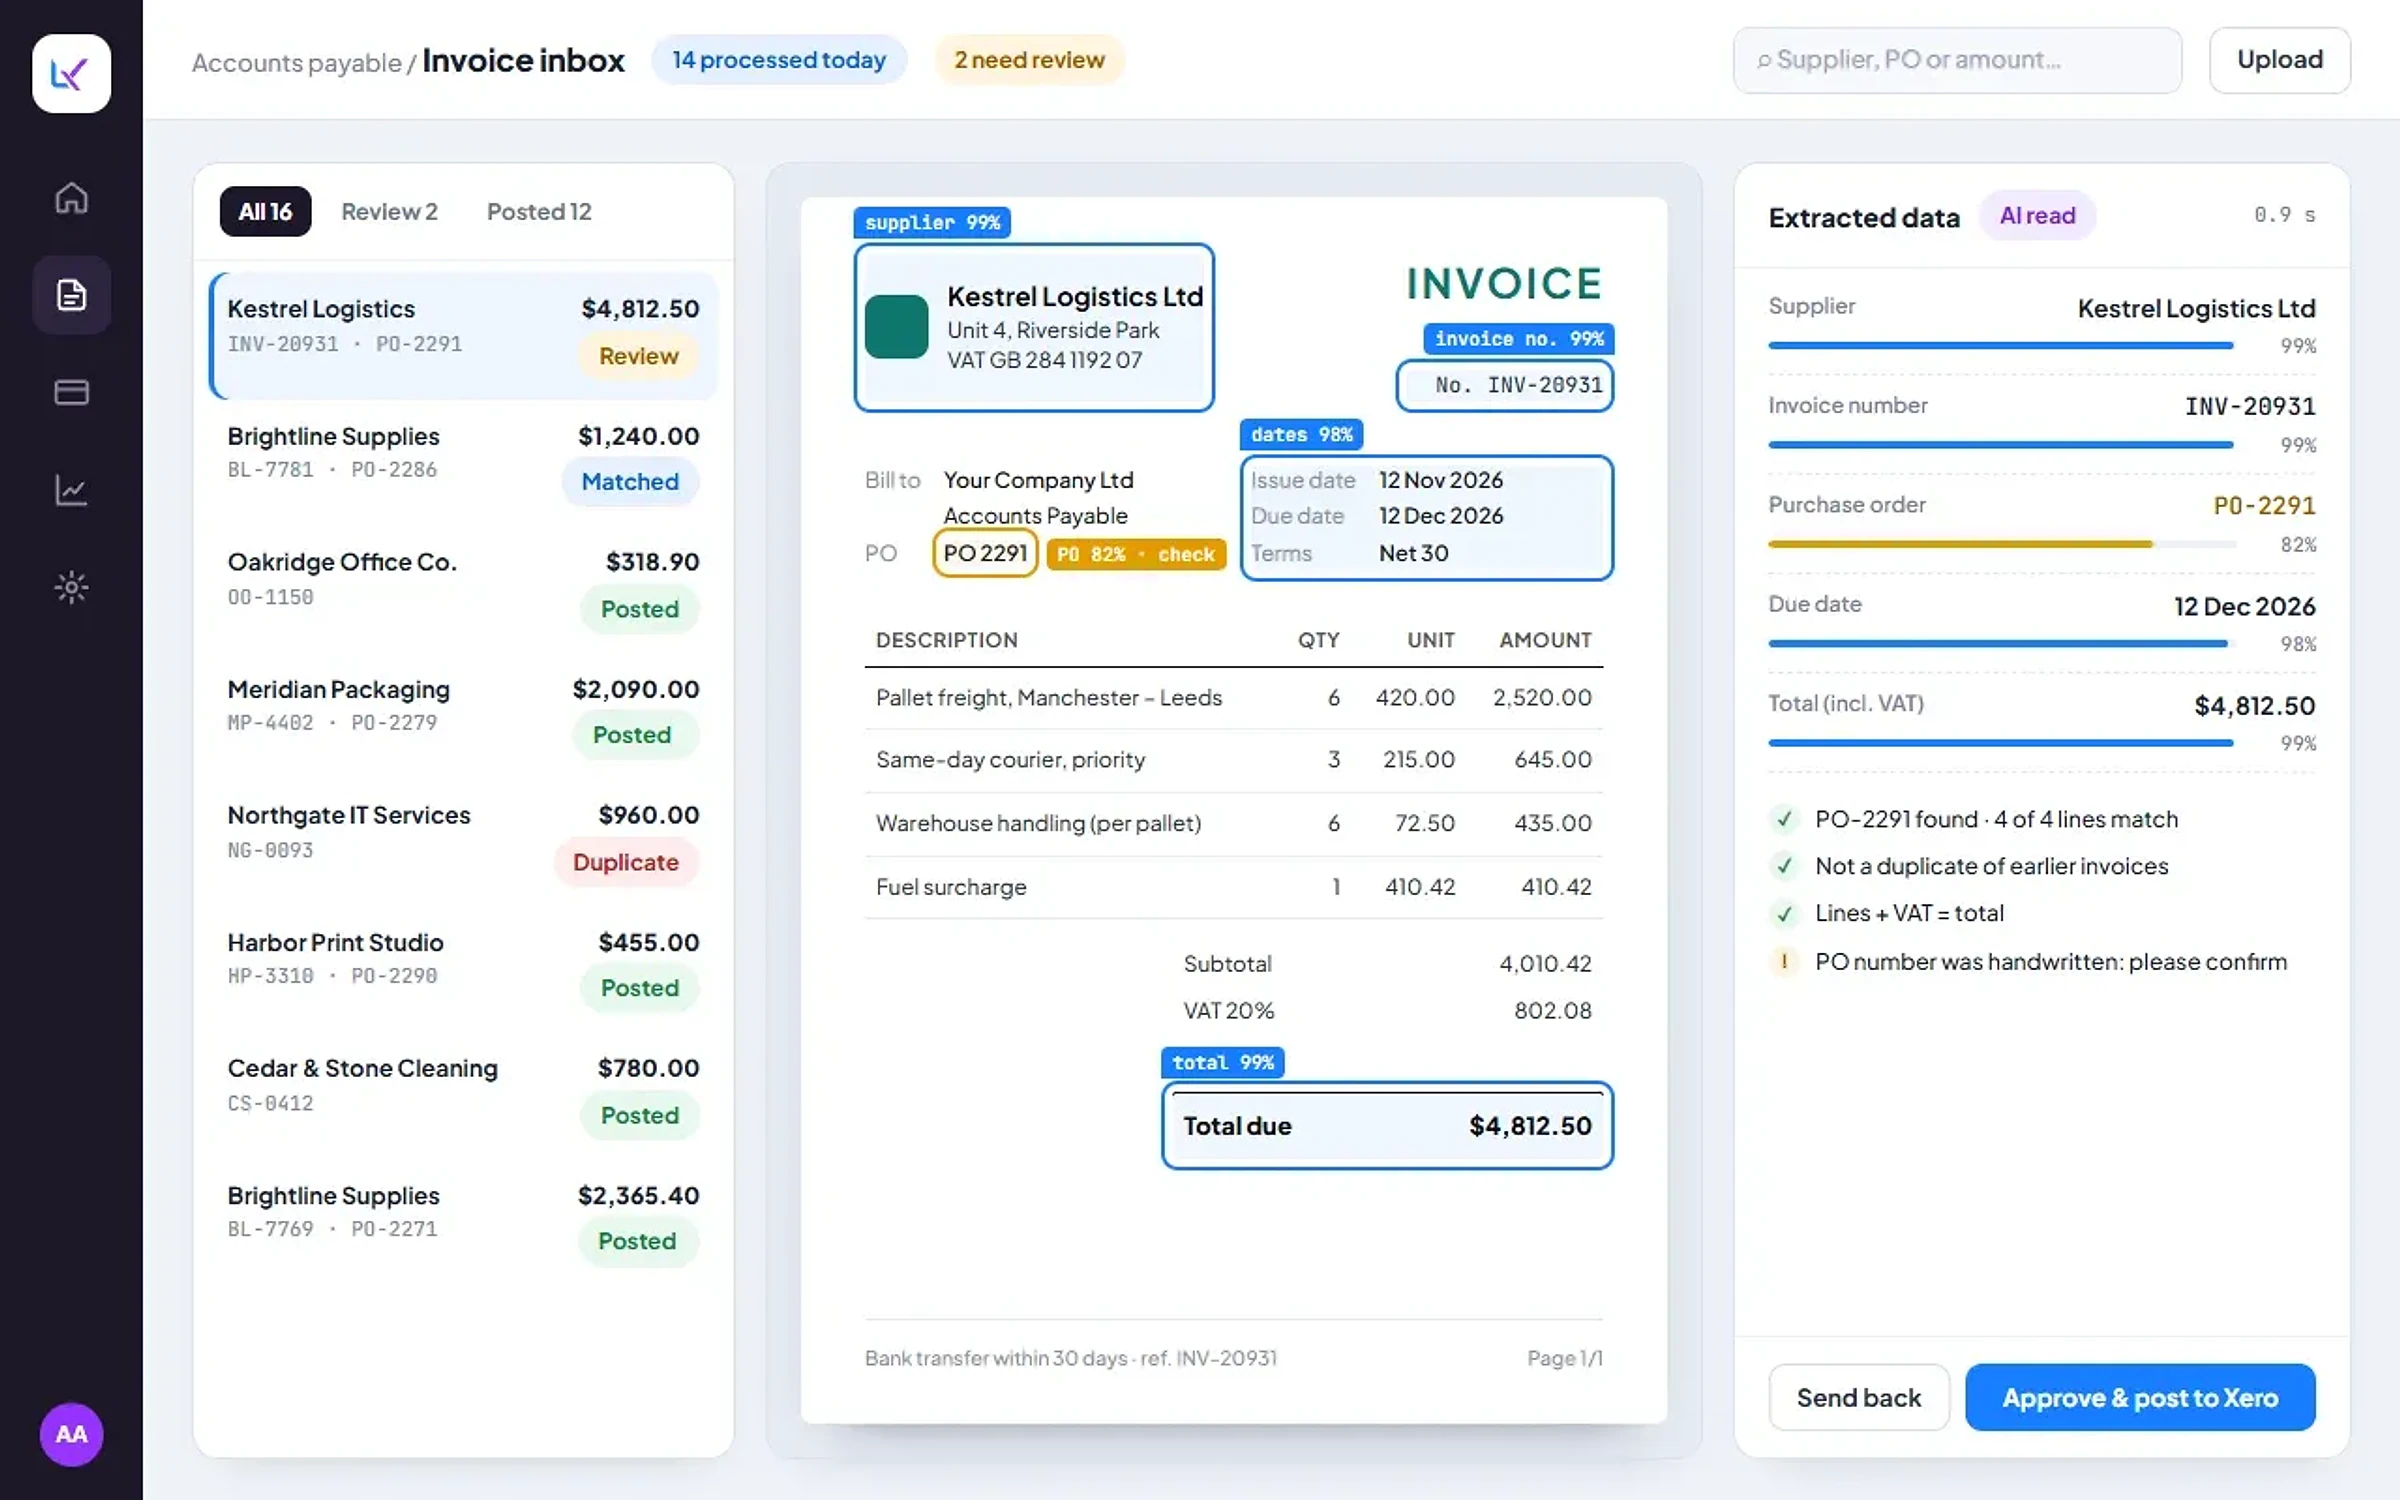 Accounts payable / Invoice inbox
14 processed today
2 need review
Supplier, PO or amount...
Upload
All 16
Review 2
Posted 12
Kestrel Logistics
$4,812.50
INV-20931 · PO-2291
Review
Brightline Supplies
$1,240.00
BL-7781 · PO-2286
Matched
Oakridge Office Co.
$318.90
OO-1150
Posted
Meridian Packaging
$2,090.00
MP-4402 · PO-2279
Posted
Northgate IT Services
$960.00
NG-0093
Duplicate
Harbor Print Studio
$455.00
HP-3310 · PO-2290
Posted
Cedar & Stone Cleaning
$780.00
CS-0412
Posted
Brightline Supplies
$2,365.40
BL-7769 · PO-2271
Posted
AA
supplier 99%
Kestrel Logistics Ltd
Unit 4, Riverside Park
VAT GB 284 1192 07
INVOICE
invoice no. 99%
No. INV-20931
Bill to Your Company Ltd
Accounts Payable
PO PO 2291 PO 82% · check
dates 98%
Issue date 12 Nov 2026
Due date 12 Dec 2026
Terms Net 30
DESCRIPTION QTY UNIT AMOUNT
Pallet freight, Manchester – Leeds 6 420.00 2,520.00
Same-day courier, priority 3 215.00 645.00
Warehouse handling (per pallet) 6 72.50 435.00
Fuel surcharge 1 410.42 410.42
Subtotal 4,010.42
VAT 20% 802.08
total 99%
Total due $4,812.50
Bank transfer within 30 days · ref. INV-20931
Page 1/1
Extracted data
AI read
0.9 s
Supplier Kestrel Logistics Ltd
99%
Invoice number INV-20931
99%
Purchase order PO-2291
82%
Due date 12 Dec 2026
98%
Total (incl. VAT) $4,812.50
99%
✓ PO-2291 found · 4 of 4 lines match
✓ Not a duplicate of earlier invoices
✓ Lines + VAT = total
! PO number was handwritten: please confirm
Send back
Approve & post to Xero